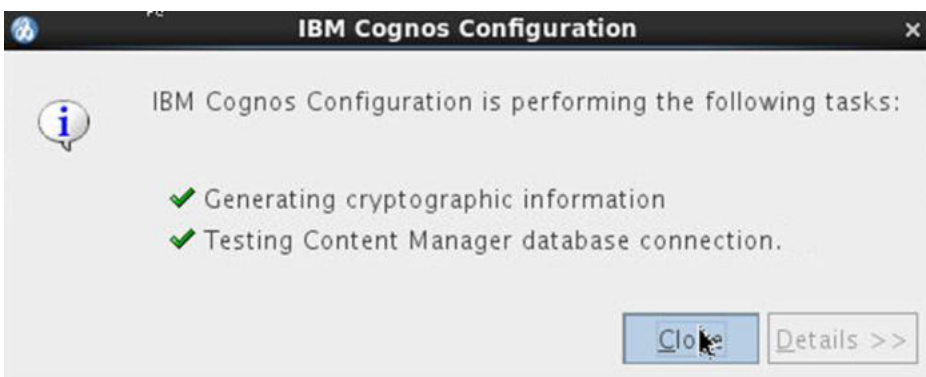 IBM Cognos Configuration
IBM Cognos Configuration is performing the following tasks:
Generating cryptographic information
Testing Content Manager database connection.
Close
Details >>